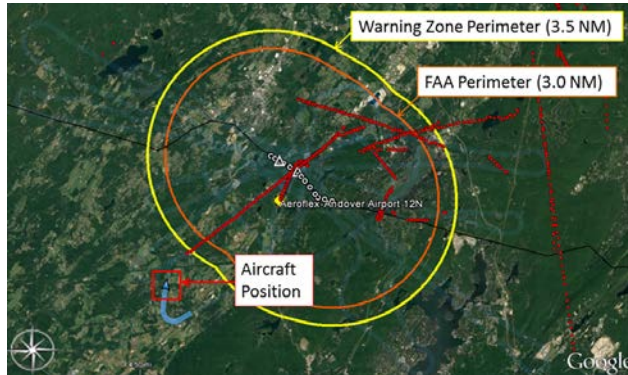 Warning Zone Perimeter (3.5 NM)
FAA Perimeter (3.0 NM)
Aeroflex-Andover Airport-12N
Aircraft
Position
Google